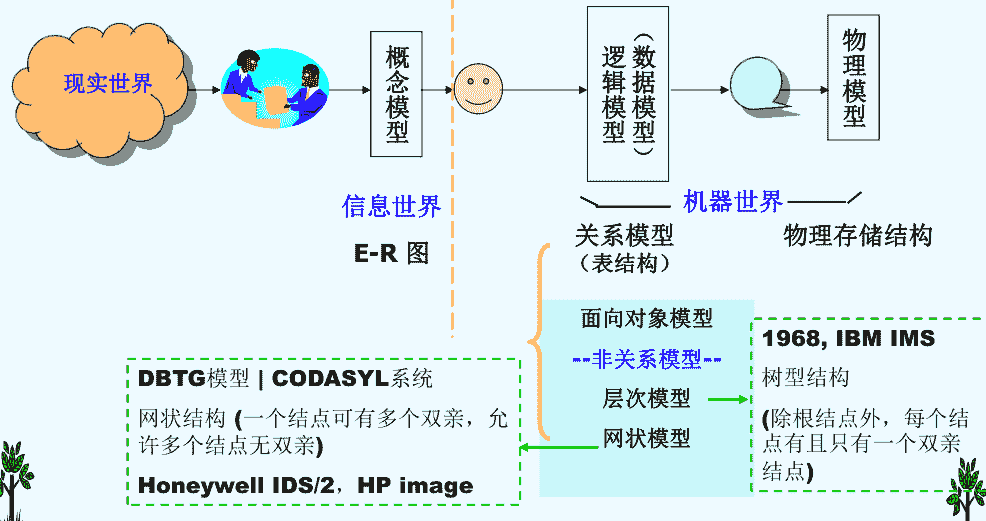 现实世界
概念模型
逻辑模型
（数据模型）
物理模型
信息世界
机器世界
E-R 图
关系模型
（表结构）
物理存储结构
面向对象模型
--非关系模型--
层次模型
网状模型
1968, IBM IMS
树型结构
(除根结点外，每个结
点有且只有一个双亲
结点)
DBTG模型 | CODASYL系统
网状结构 (一个结点可有多个双亲，允
许多个结点无双亲)
Honeywell IDS/2，HP image